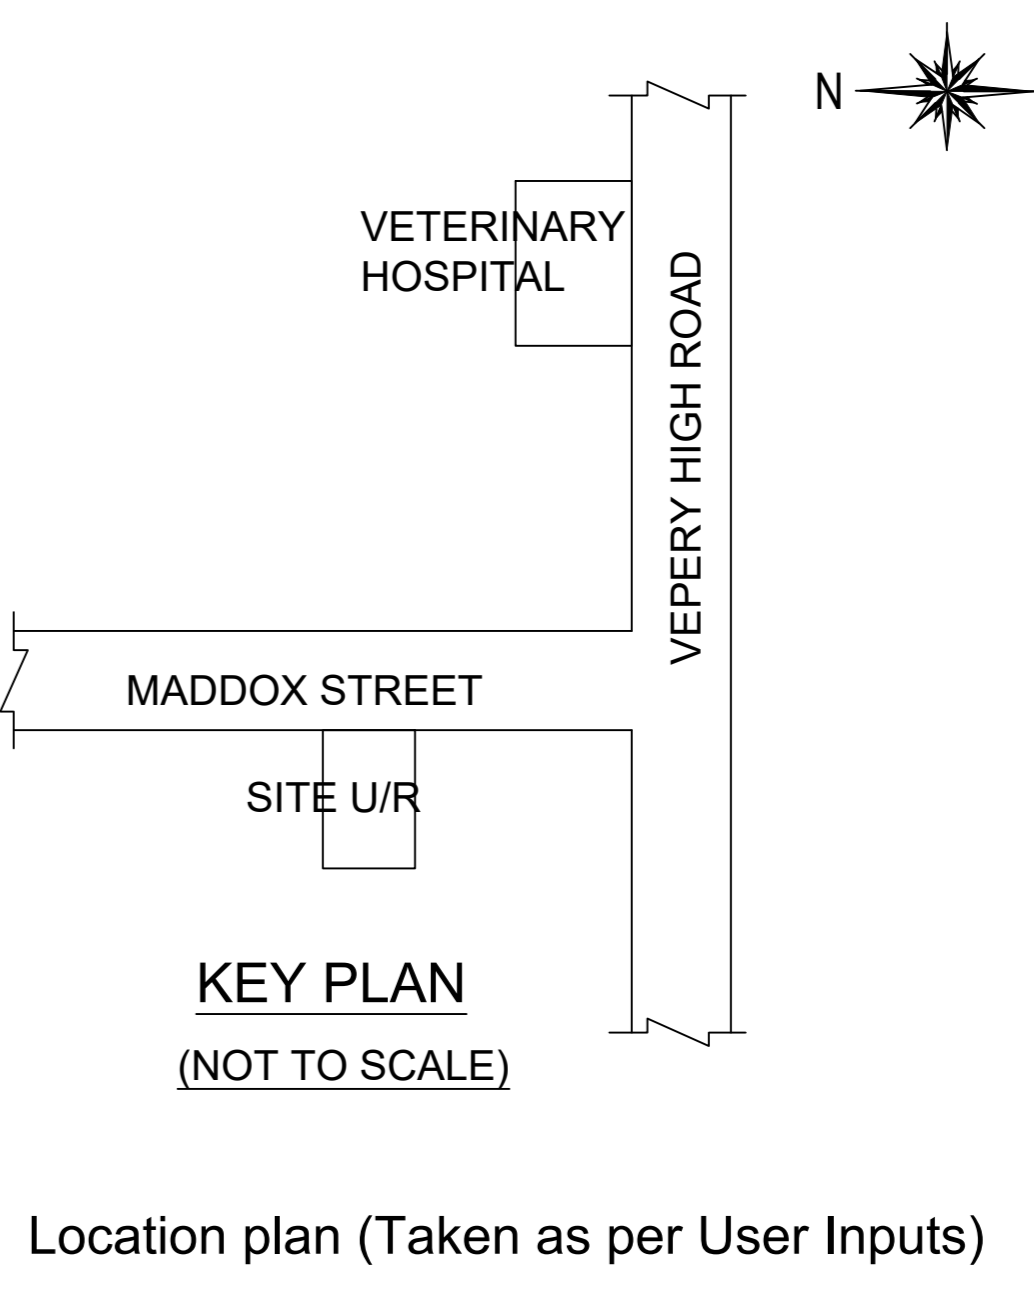 N
VETERINARY
HOSPITAL
VEPERY HIGH ROAD
MADDOX STREET
SITE U/R
KEY PLAN
(NOT TO SCALE)
Location plan (Taken as per User Inputs)